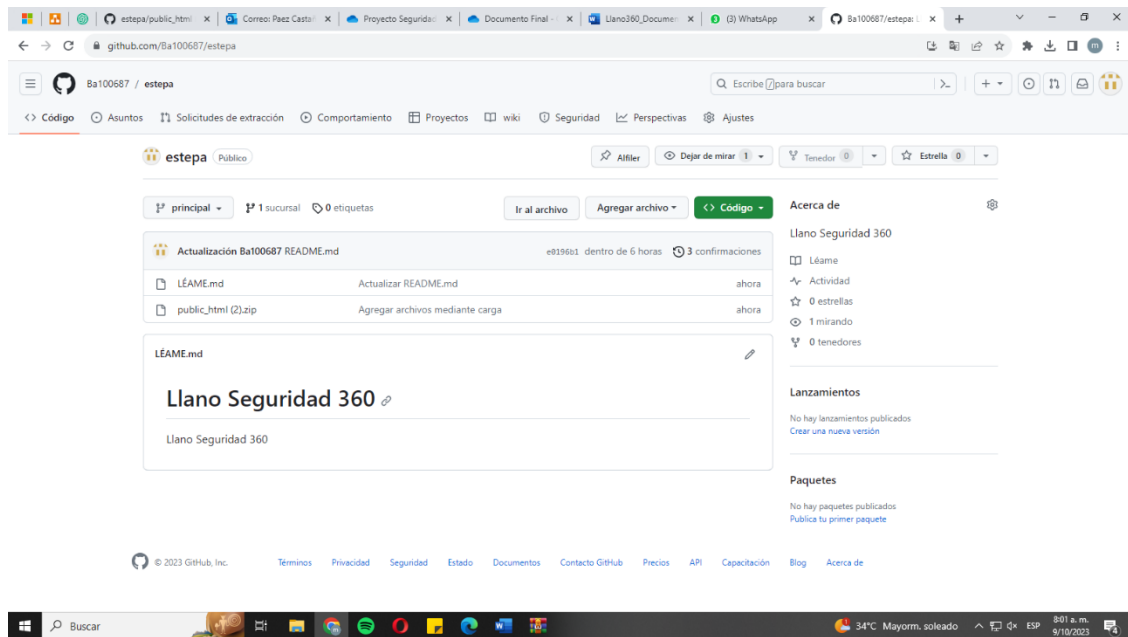 estepa/public_html
Correo: Paez Casta
Proyecto Seguridad
Documento Final -
Llano360_Documen
(3) WhatsApp
Ba100687/estepa: L
github.com/Ba100687/estepa
m
Ba100687 / estepa
Escribe / para buscar
Código Asuntos Solicitudes de extracción Comportamiento Proyectos wiki Seguridad Perspectivas Ajustes
estepa Público
Alfiler Dejar de mirar 1 Tenedor 0 Estrella 0
principal 1 sucursal 0 etiquetas Ir al archivo Agregar archivo Código
Actualización Ba100687 README.md e0196b1 dentro de 6 horas 3 confirmaciones
LÉAME.md Actualizar README.md ahora
public_html (2).zip Agregar archivos mediante carga ahora
LÉAME.md
Llano Seguridad 360
Llano Seguridad 360
Acerca de
Llano Seguridad 360
Léame
Actividad
0 estrellas
1 mirando
0 tenedores
Lanzamientos
No hay lanzamientos publicados
Crear una nueva versión
Paquetes
No hay paquetes publicados
Publica tu primer paquete
© 2023 GitHub, Inc. Términos Privacidad Seguridad Estado Documentos Contacto GitHub Precios API Capacitación Blog Acerca de
Buscar
34°C Mayorm. soleado ESP 8:01 a. m.
9/10/2023
4